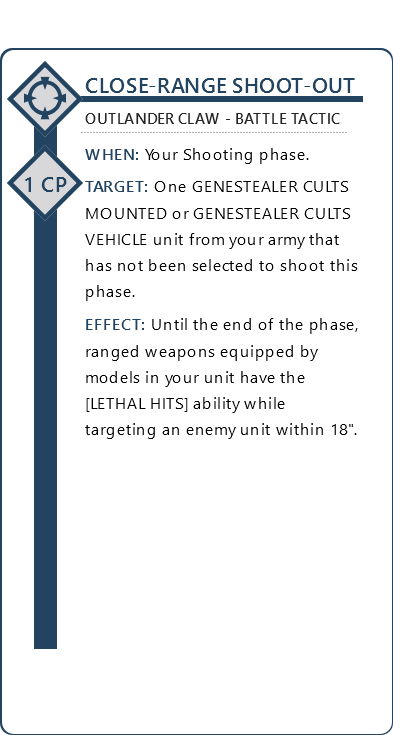 CLOSE-RANGE SHOOT-OUT
OUTLANDER CLAW - BATTLE TACTIC
WHEN: Your Shooting phase.
1 CP
TARGET: One GENESTEALER CULTS
MOUNTED or GENESTEALER CULTS
VEHICLE unit from your army that
has not been selected to shoot this
phase.
EFFECT: Until the end of the phase,
ranged weapons equipped by
models in your unit have the
[LETHAL HITS] ability while
targeting an enemy unit within 18".